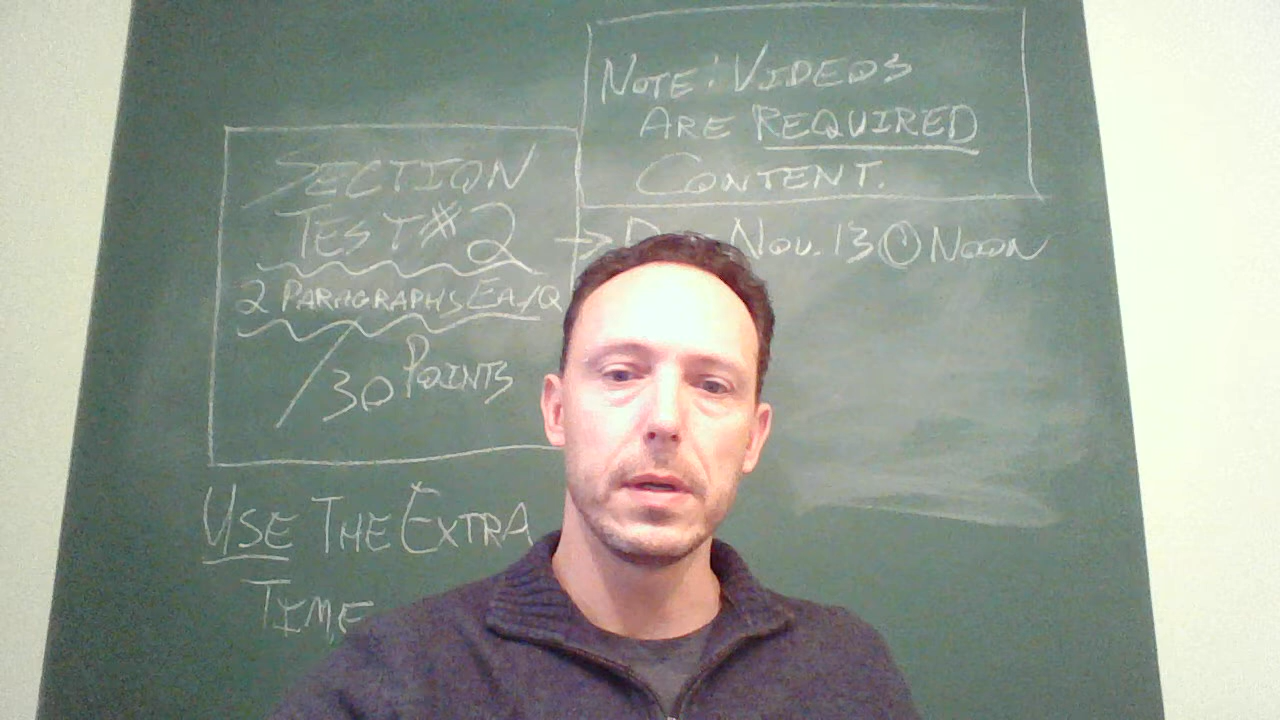 NOTE: VIDEOS
ARE REQUIRED
CONTENT.
SECTION
TEST #2 → NOV. 13 @ NOON
2 PARAGRAPHS EA/Q
/30 POINTS
USE THE EXTRA
TIME